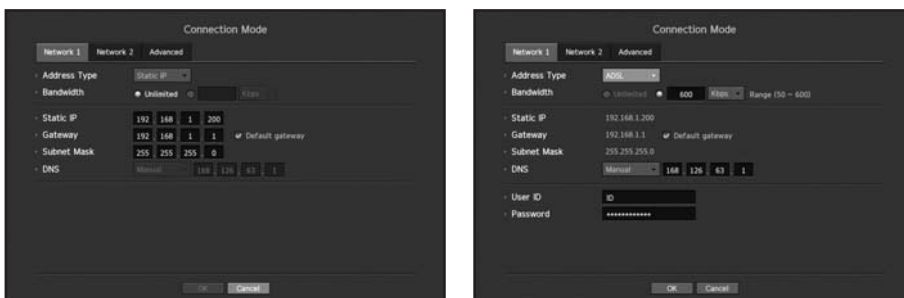 Connection Mode
Network 1 Network 2 Advanced
Address Type Static IP
Bandwidth Unlimited Kbps
Static IP 192 168 1 200
Gateway 192 168 1 1 Default gateway
Subnet Mask 255 255 255 0
DNS Manual 168 126 63 1
OK Cancel
Connection Mode
Network 1 Network 2 Advanced
Address Type ADSL
Bandwidth Unlimited 600 Kbps Range (50 ~ 600)
Static IP 192.168.1.200
Gateway 192.168.1.1 Default gateway
Subnet Mask 255.255.255.0
DNS Manual 168 126 63 1
User ID ID
Password ************
OK Cancel